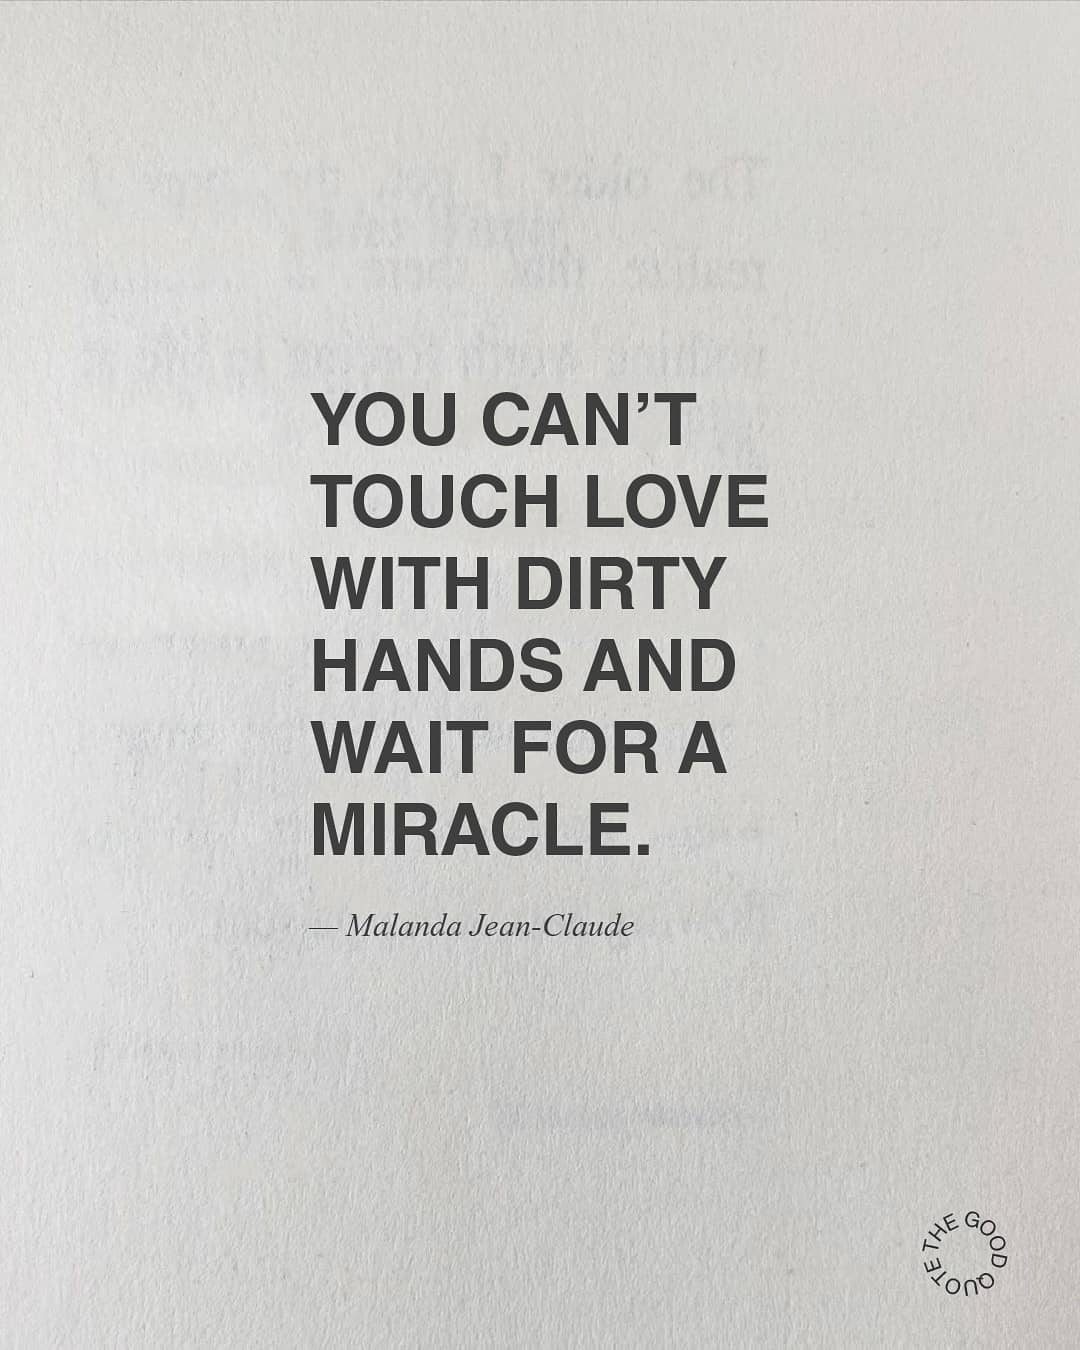 YOU CAN’T
TOUCH LOVE
WITH DIRTY
HANDS AND
WAIT FOR A
MIRACLE.
— Malanda Jean-Claude
THE GOOD QUOTE